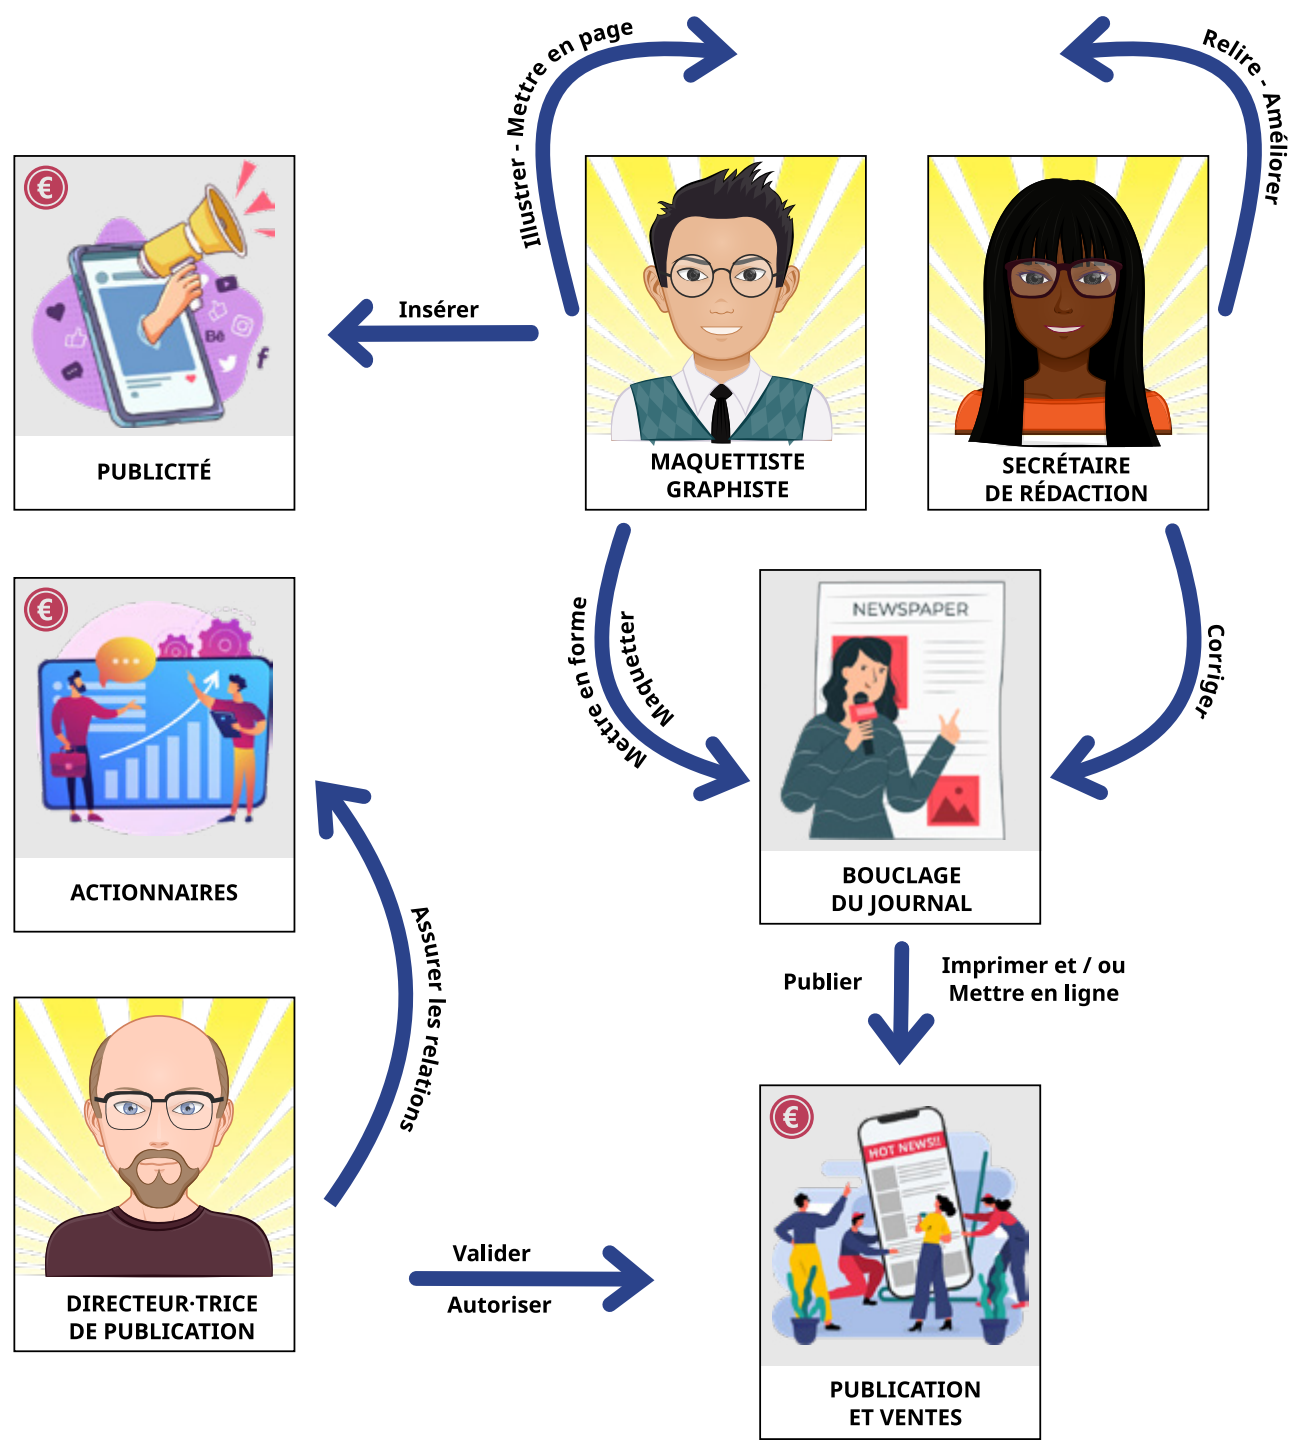 Illustrer - Mettre en page
Relire - Améliorer
€
Bē
f
PUBLICITÉ
Insérer
MAQUETTISTE
GRAPHISTE
SECRÉTAIRE
DE RÉDACTION
€
ACTIONNAIRES
Mettre en forme
Maquetter
Corriger
NEWSPAPER
BOUCLAGE
DU JOURNAL
Assurer les relations
Publier
Imprimer et / ou
Mettre en ligne
DIRECTEUR·TRICE
DE PUBLICATION
Valider
Autoriser
€
HOT NEWS!!
PUBLICATION
ET VENTES